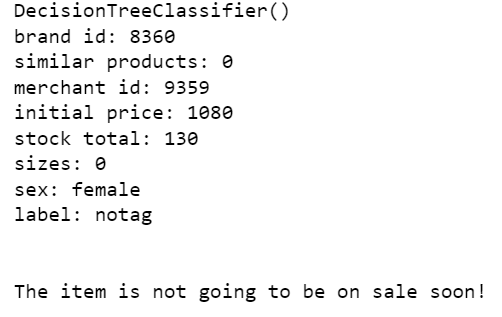 DecisionTreeClassifier()
brand id: 8360
similar products: 0
merchant id: 9359
initial price: 1080
stock total: 130
sizes: 0
sex: female
label: notag
The item is not going to be on sale soon!